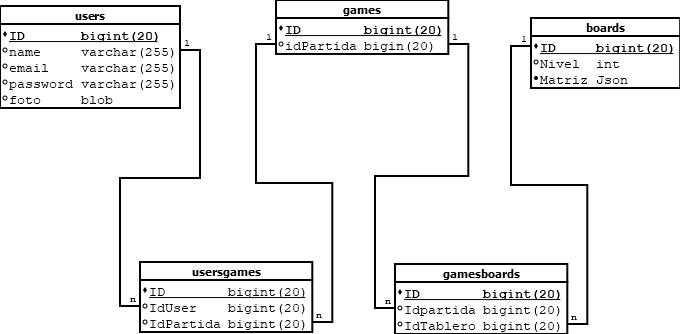 users
ID bigint(20)
name varchar(255)
email varchar(255)
password varchar(255)
foto blob
1
games
ID bigint(20)
idPartida bigin(20)
1
1
boards
ID bigint(20)
Nivel int
Matriz Json
1
usersgames
ID bigint(20)
IdUser bigint(20)
IdPartida bigint(20)
n
n
gamesboards
ID bigint(20)
Idpartida bigint(20)
IdTablero bigint(20)
n
n